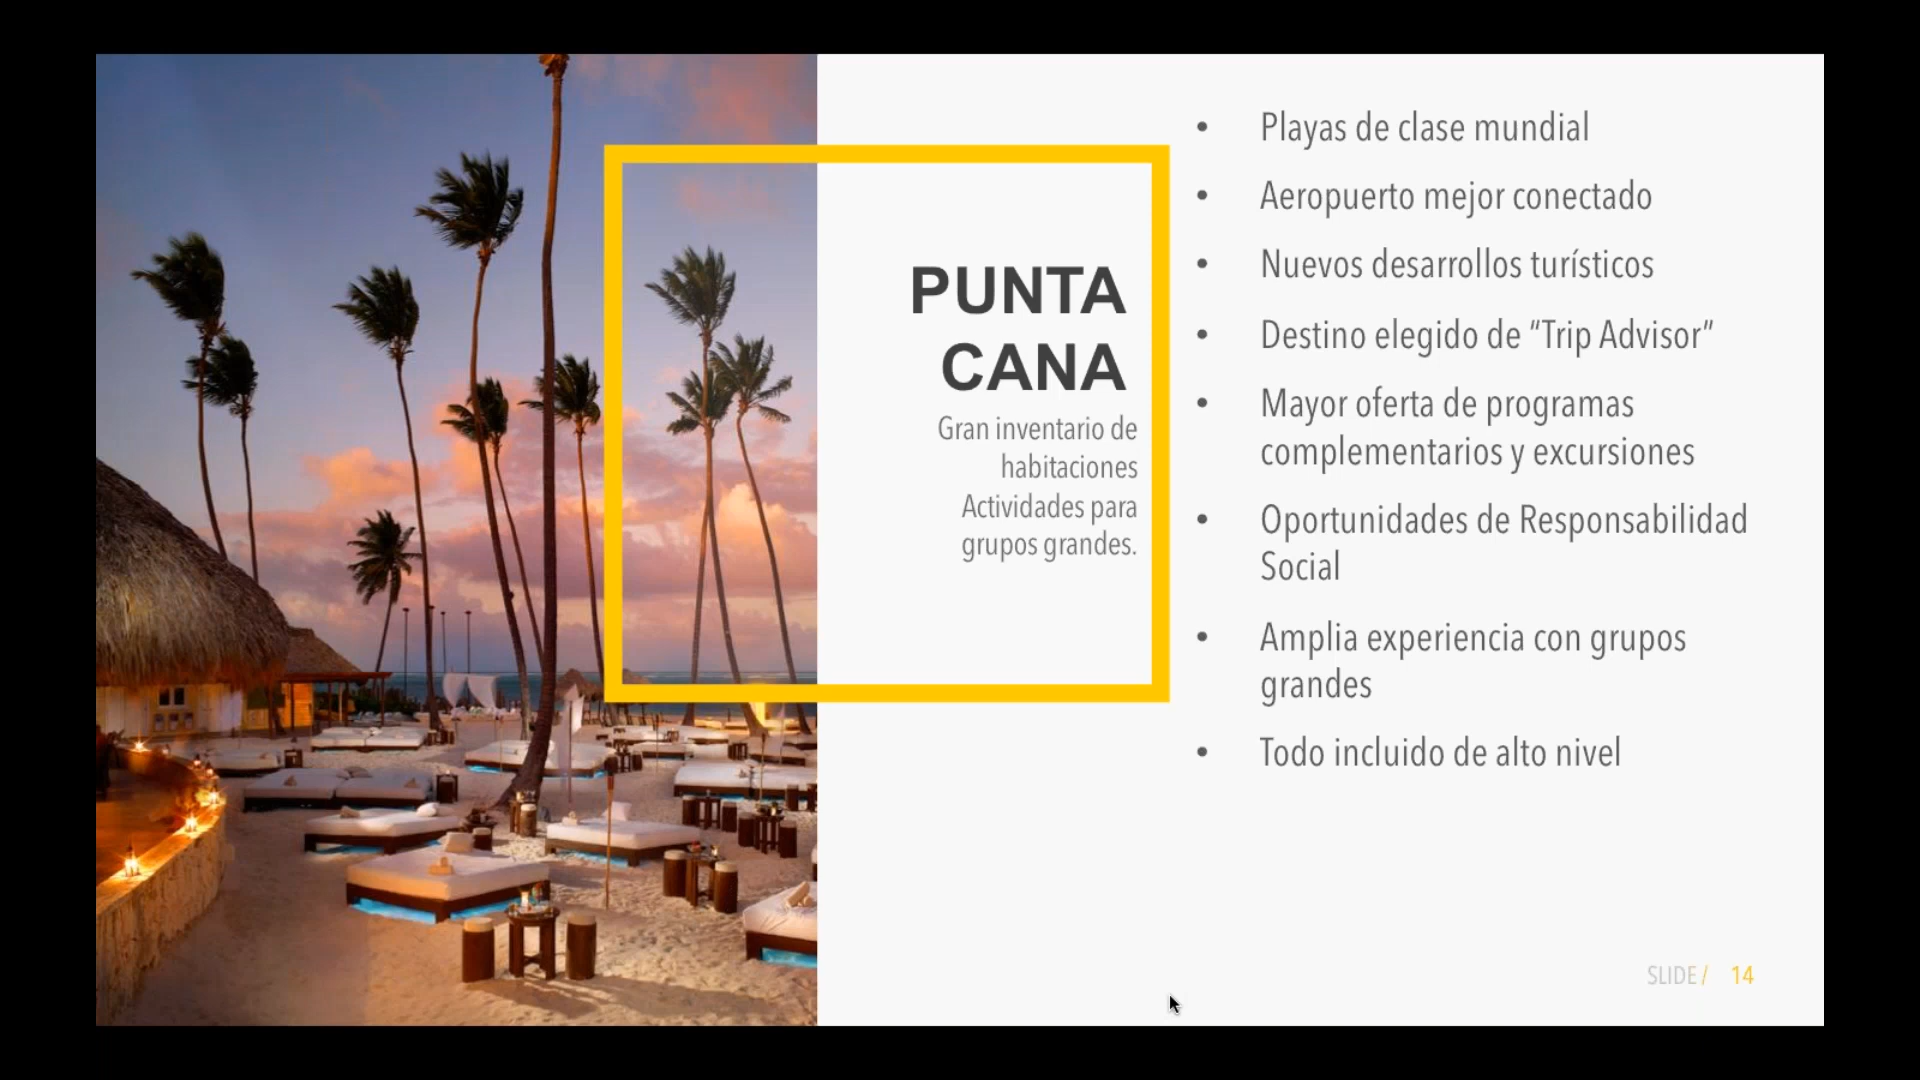 PUNTA
CANA
Gran inventario de
habitaciones
Actividades para
grupos grandes.
• Playas de clase mundial
• Aeropuerto mejor conectado
• Nuevos desarrollos turísticos
• Destino elegido de “Trip Advisor”
• Mayor oferta de programas
complementarios y excursiones
• Oportunidades de Responsabilidad
Social
• Amplia experiencia con grupos
grandes
• Todo incluido de alto nivel
SLIDE / 14